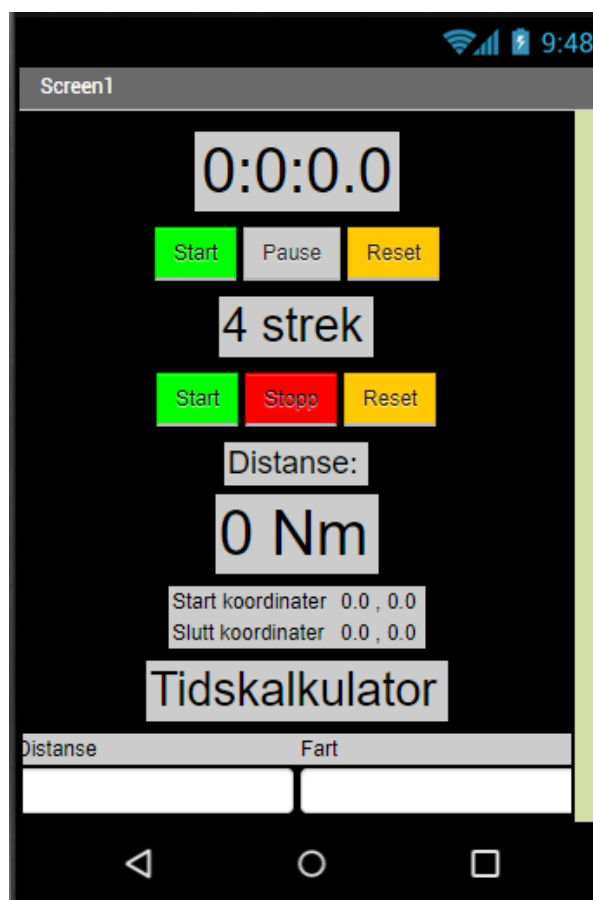 9:48
Screen1
0:0:0.0
Start Pause Reset
4 strek
Start Stopp Reset
Distanse:
0 Nm
Start koordinater 0.0 , 0.0
Slutt koordinater 0.0 , 0.0
Tidskalkulator
Distanse Fart